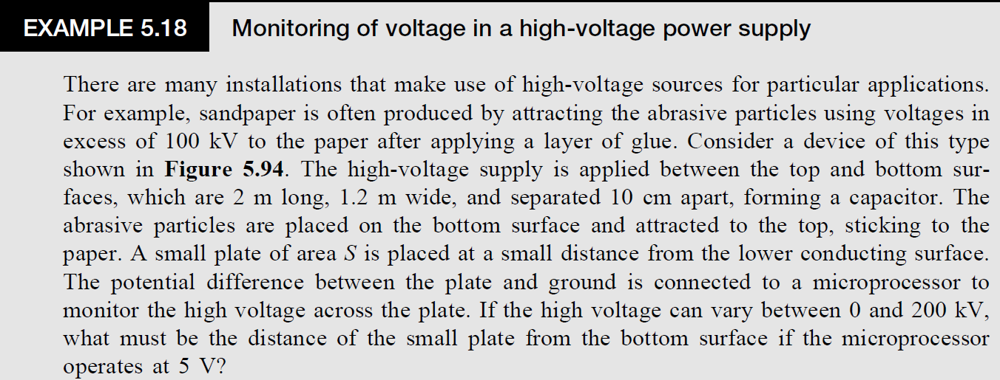 EXAMPLE 5.18 Monitoring of voltage in a high-voltage power supply
There are many installations that make use of high-voltage sources for particular applications.
For example, sandpaper is often produced by attracting the abrasive particles using voltages in
excess of 100 kV to the paper after applying a layer of glue. Consider a device of this type
shown in Figure 5.94. The high-voltage supply is applied between the top and bottom sur-
faces, which are 2 m long, 1.2 m wide, and separated 10 cm apart, forming a capacitor. The
abrasive particles are placed on the bottom surface and attracted to the top, sticking to the
paper. A small plate of area S is placed at a small distance from the lower conducting surface.
The potential difference between the plate and ground is connected to a microprocessor to
monitor the high voltage across the plate. If the high voltage can vary between 0 and 200 kV,
what must be the distance of the small plate from the bottom surface if the microprocessor
operates at 5 V?